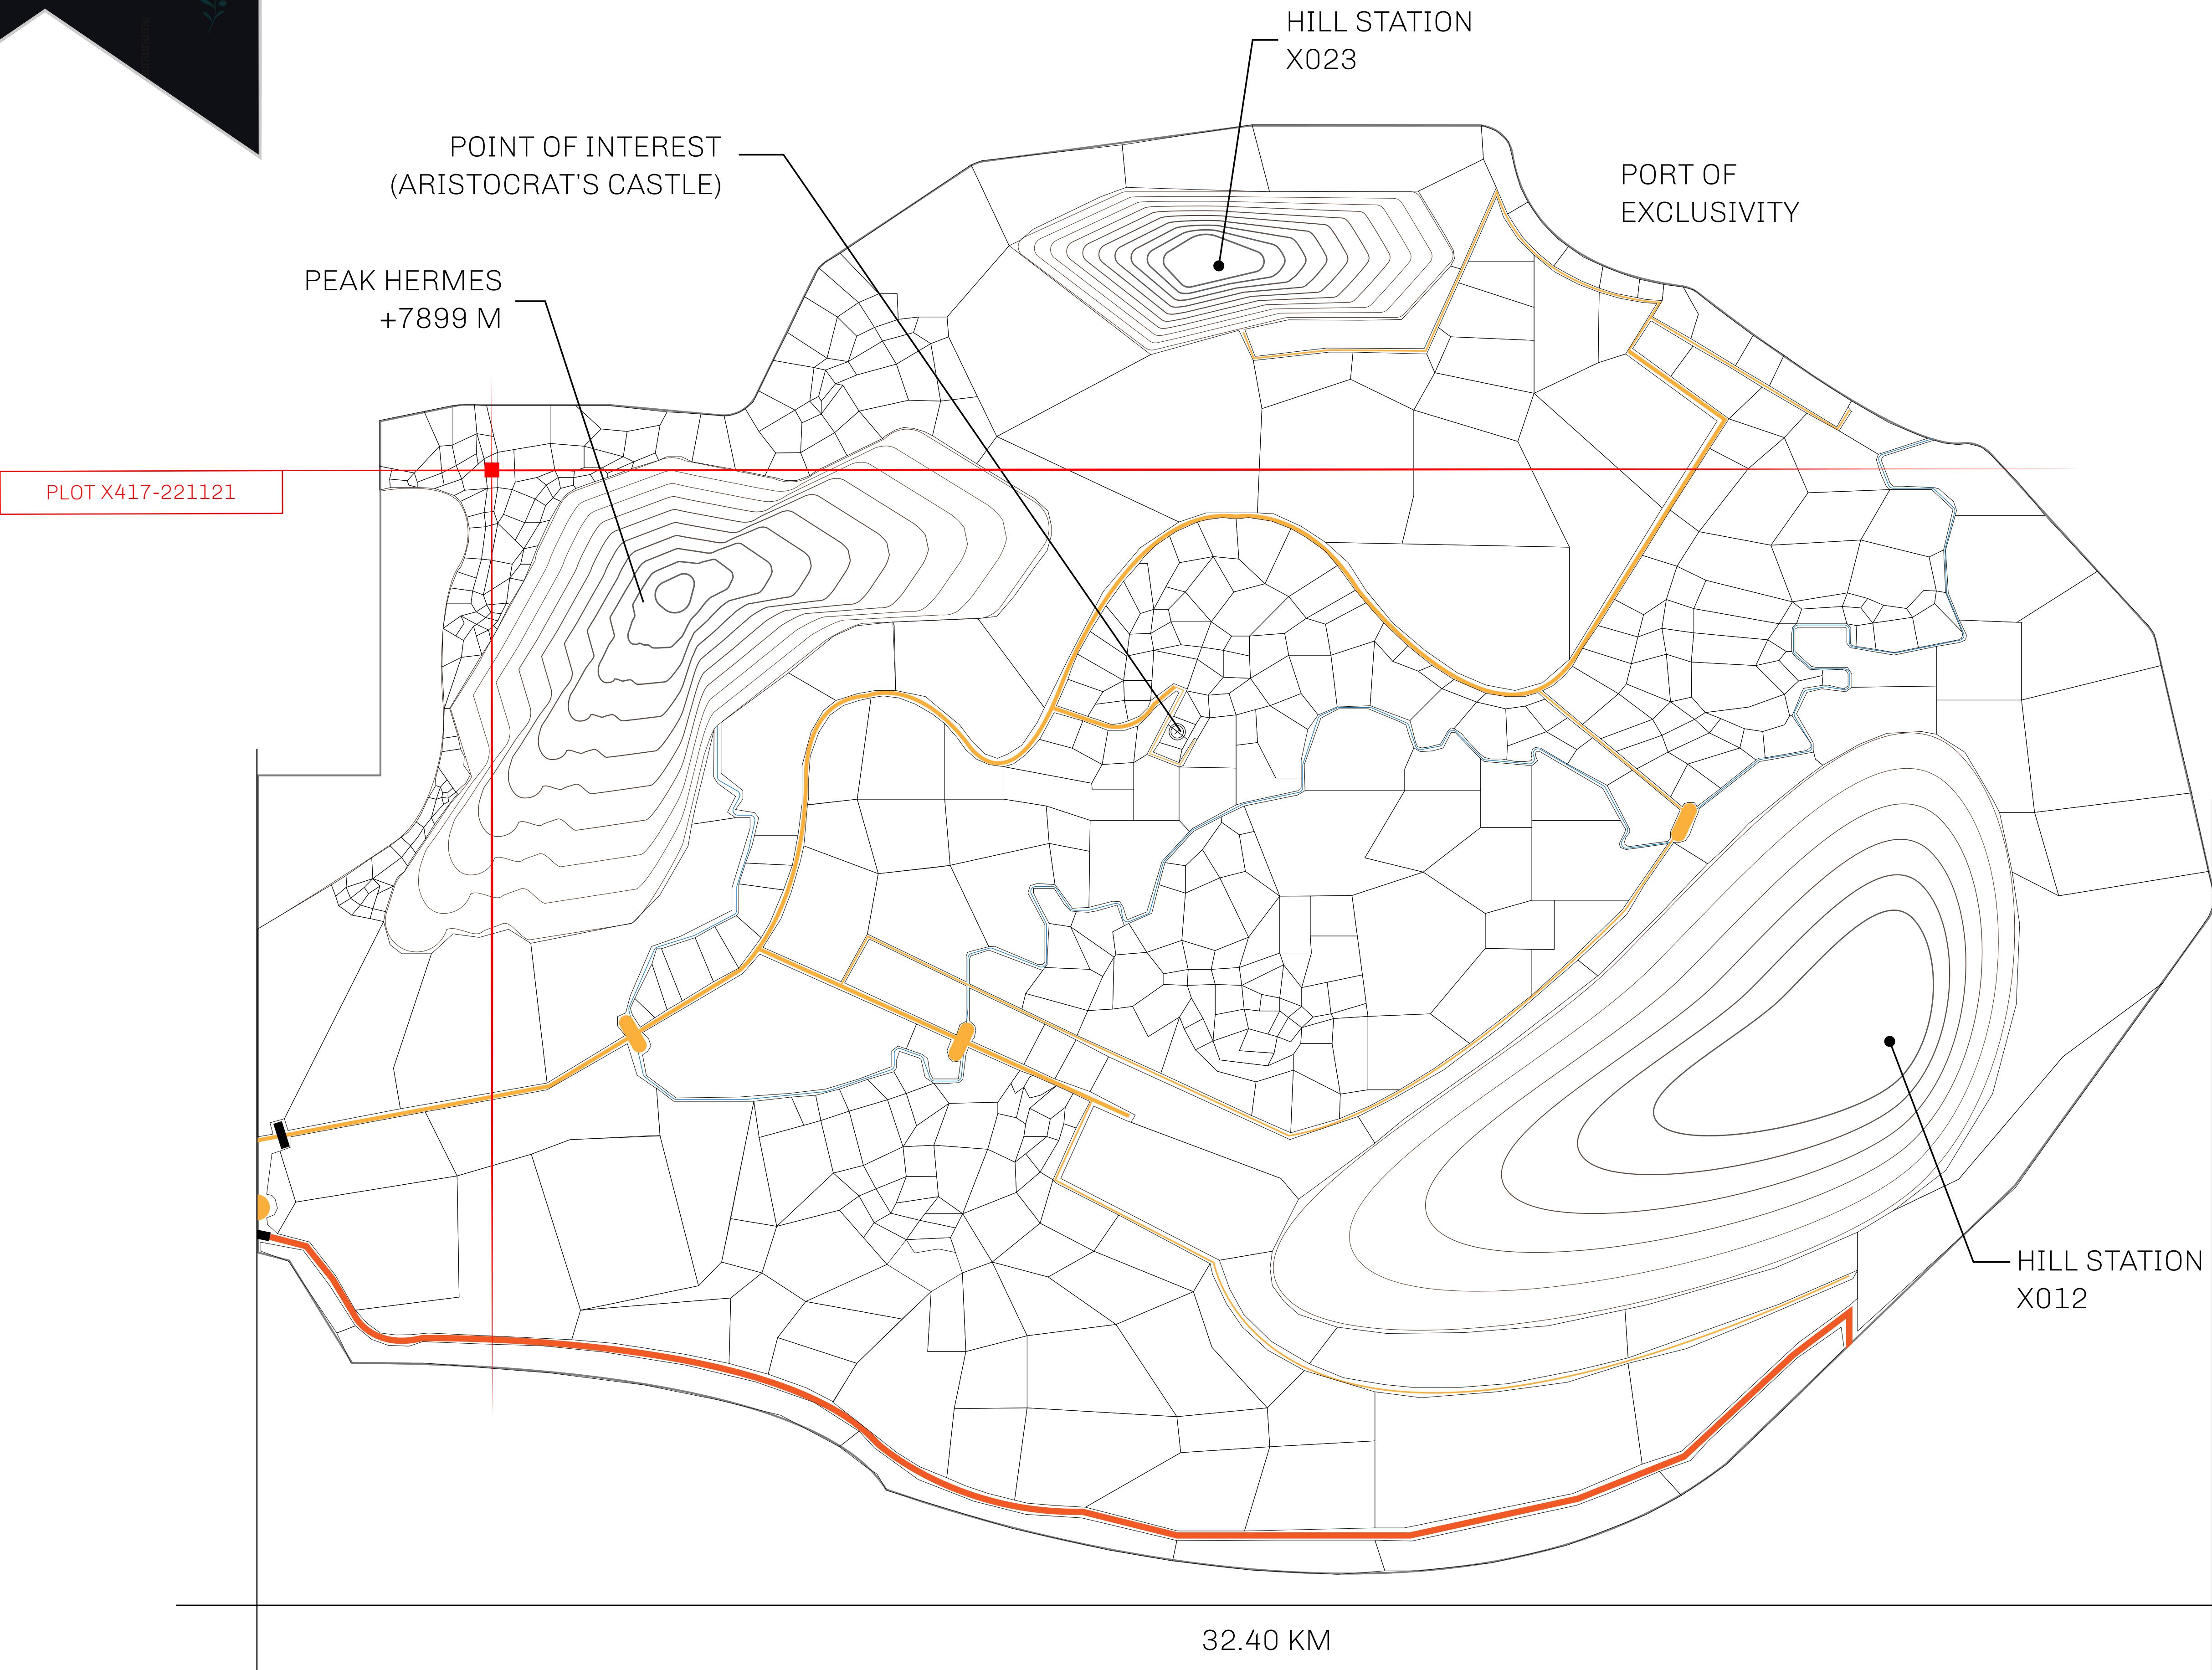 HILL STATION
X023
POINT OF INTEREST
(ARISTOCRAT'S CASTLE)
PORT OF
EXCLUSIVITY
PEAK HERMES
+7899 M
PLOT X417-221121
HILL STATION
X012
32.40 KM